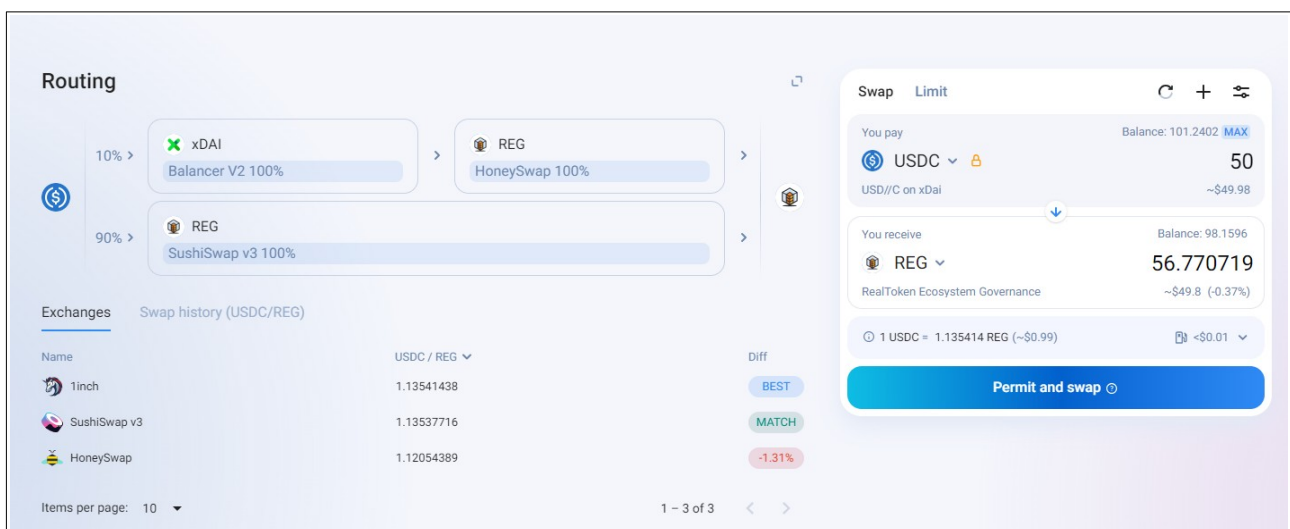 Routing
10%
xDAI
Balancer V2 100%
REG
HoneySwap 100%
90%
REG
SushiSwap v3 100%
Exchanges Swap history (USDC/REG)
Name USDC / REG Diff
1inch 1.13541438 BEST
SushiSwap v3 1.13537716 MATCH
HoneySwap 1.12054389 -1.31%
Items per page: 10 1 – 3 of 3
Swap Limit
You pay Balance: 101.2402 MAX
USDC 50
USD//C on xDai ~$49.98
You receive Balance: 98.1596
REG 56.770719
RealToken Ecosystem Governance ~$49.8 (-0.37%)
1 USDC = 1.135414 REG (~$0.99) <$0.01
Permit and swap